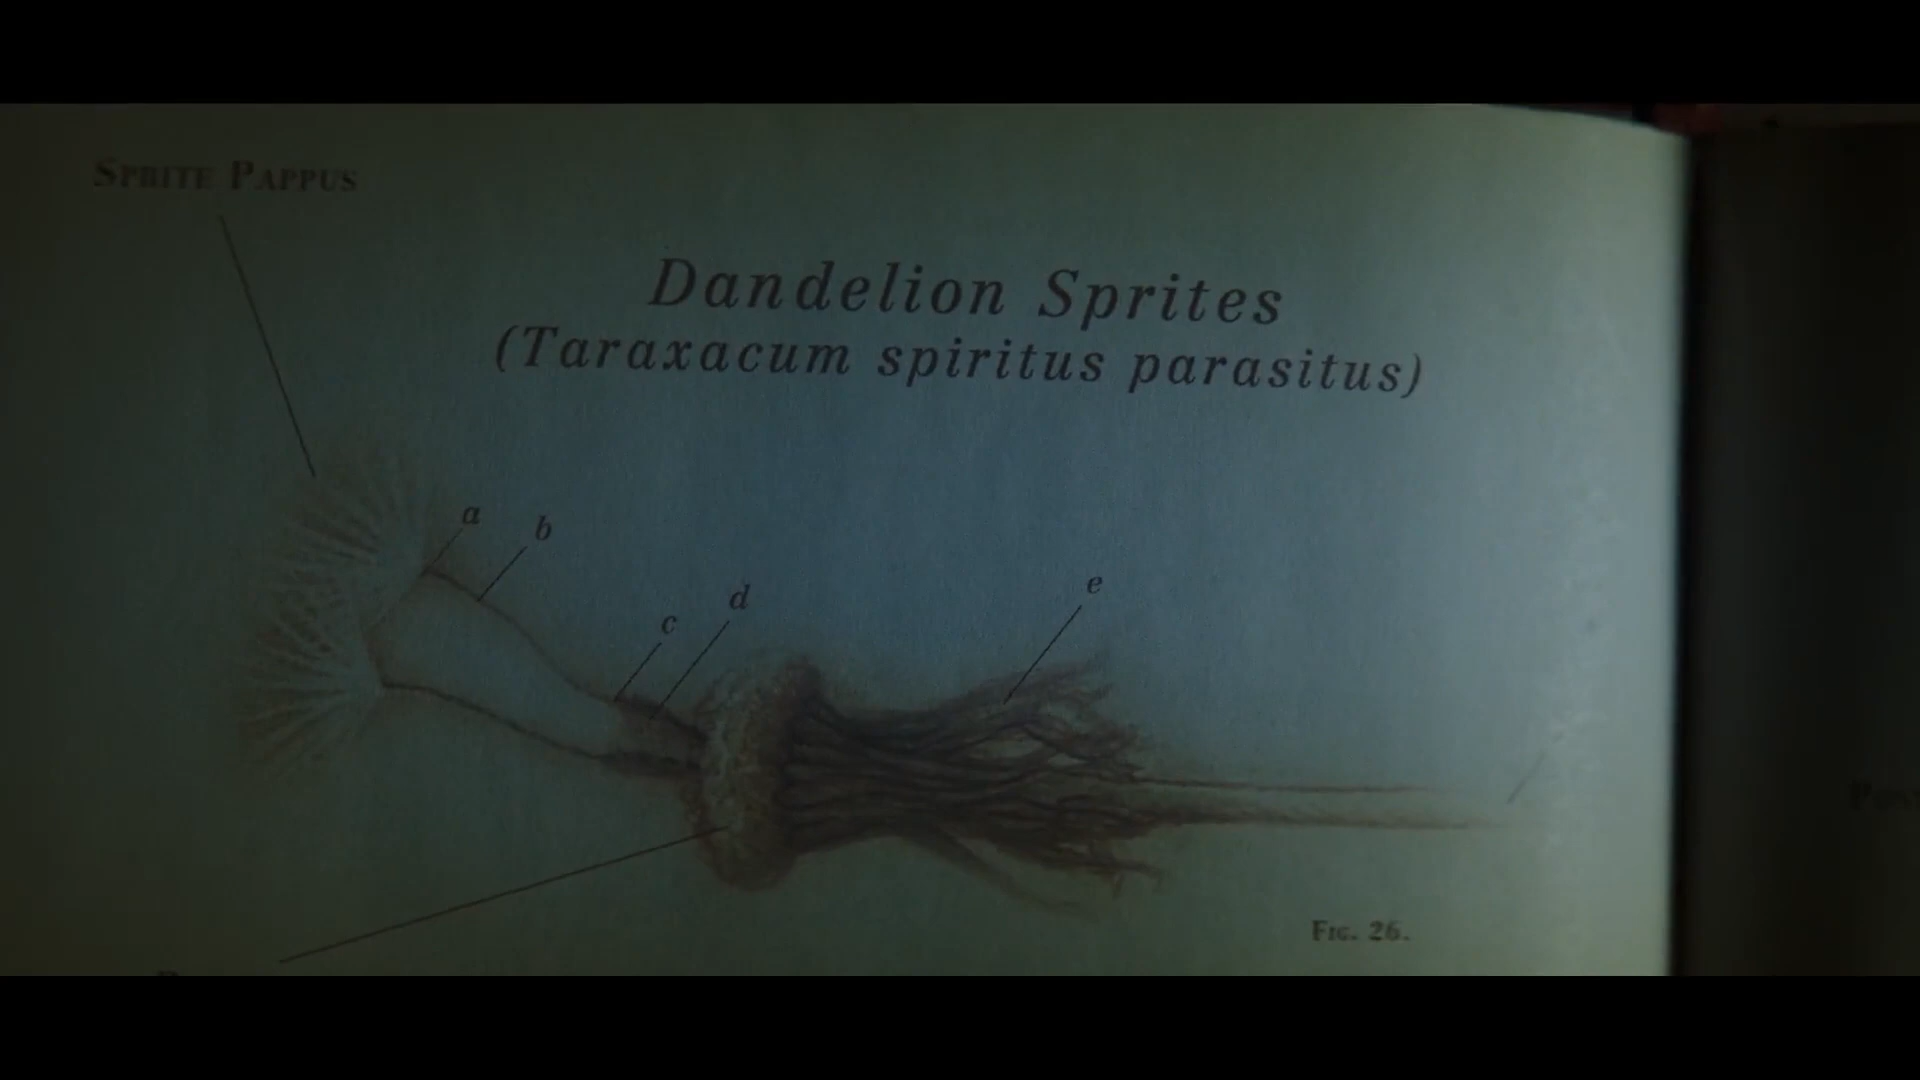 SPRITE PAPPUS
Dandelion Sprites
(Taraxacum spiritus parasitus)
a
b
c
d
e
FIG. 26.